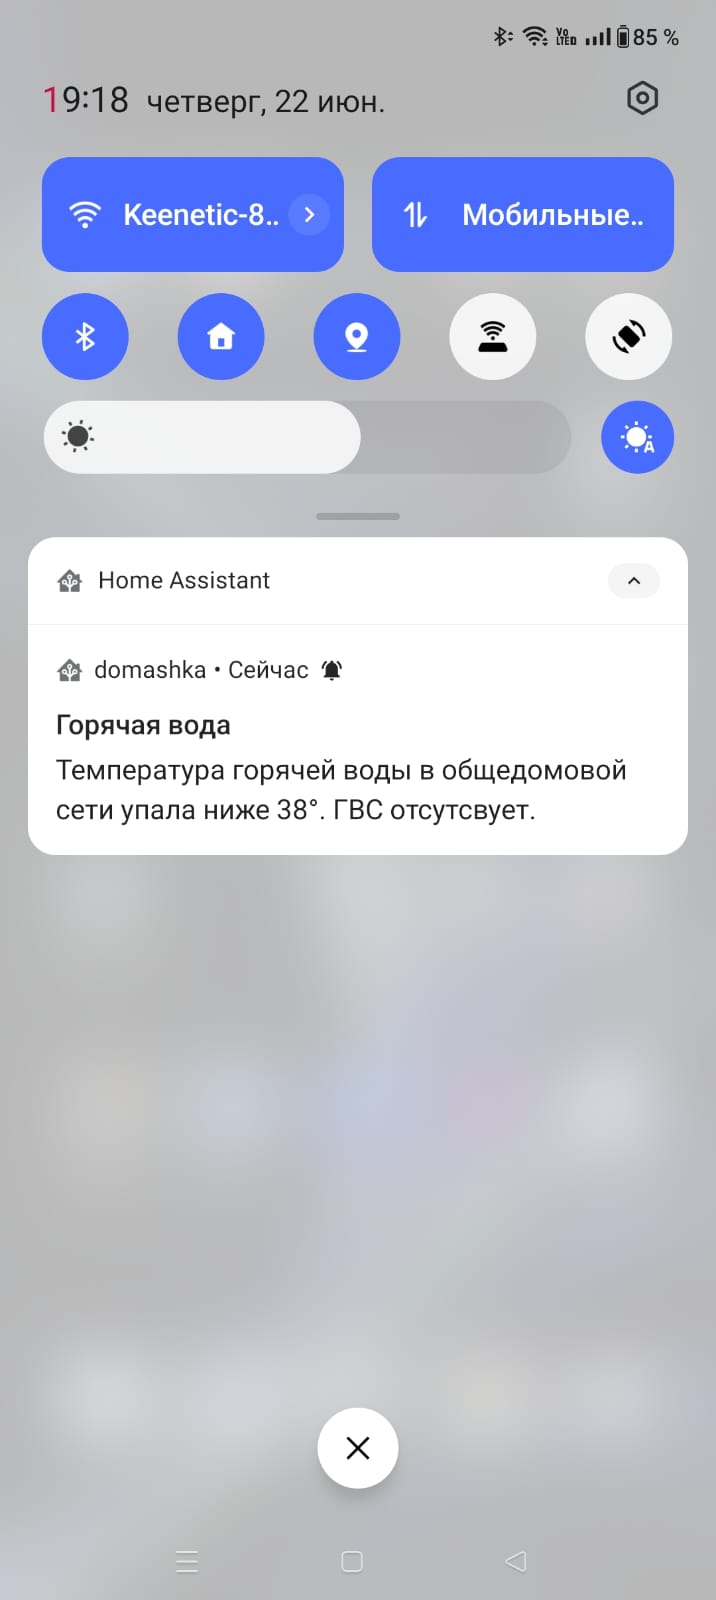 Vo LTED 85 %
19:18 четверг, 22 июн.
Keenetic-8..
Мобильные..
A
Home Assistant
domashka • Сейчас
Горячая вода
Температура горячей воды в общедомовой
сети упала ниже 38°. ГВС отсутсвует.